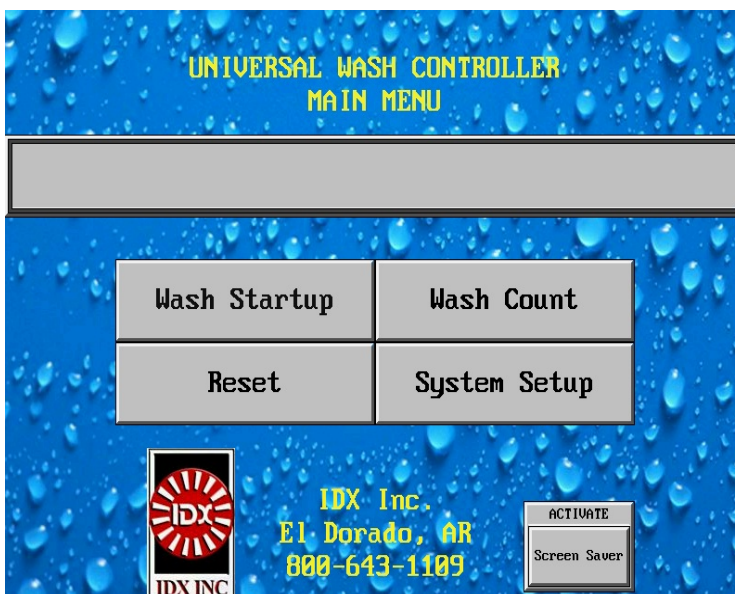 UNIVERSAL WASH CONTROLLER
MAIN MENU
Wash Startup
Wash Count
Reset
System Setup
IDX
IDX INC
IDX Inc.
El Dorado, AR
800-643-1109
ACTIVATE
Screen Saver